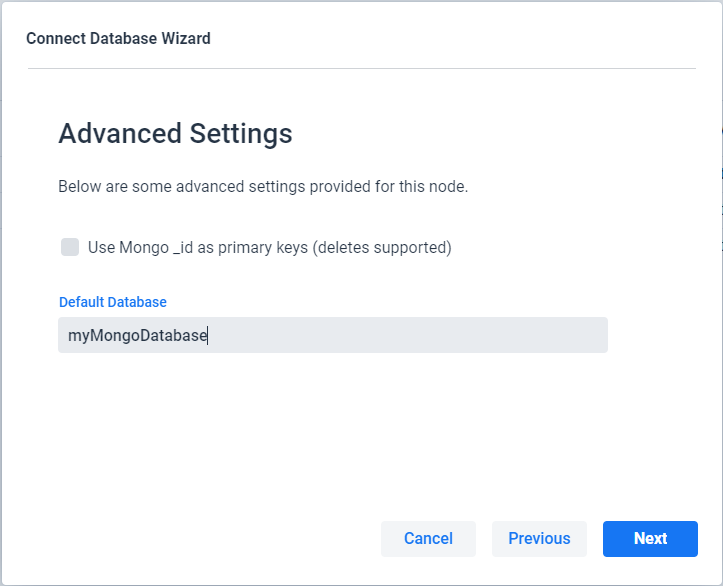 Connect Database Wizard
Advanced Settings
Below are some advanced settings provided for this node.
Use Mongo _id as primary keys (deletes supported)
Default Database
myMongoDatabase
Cancel Previous Next